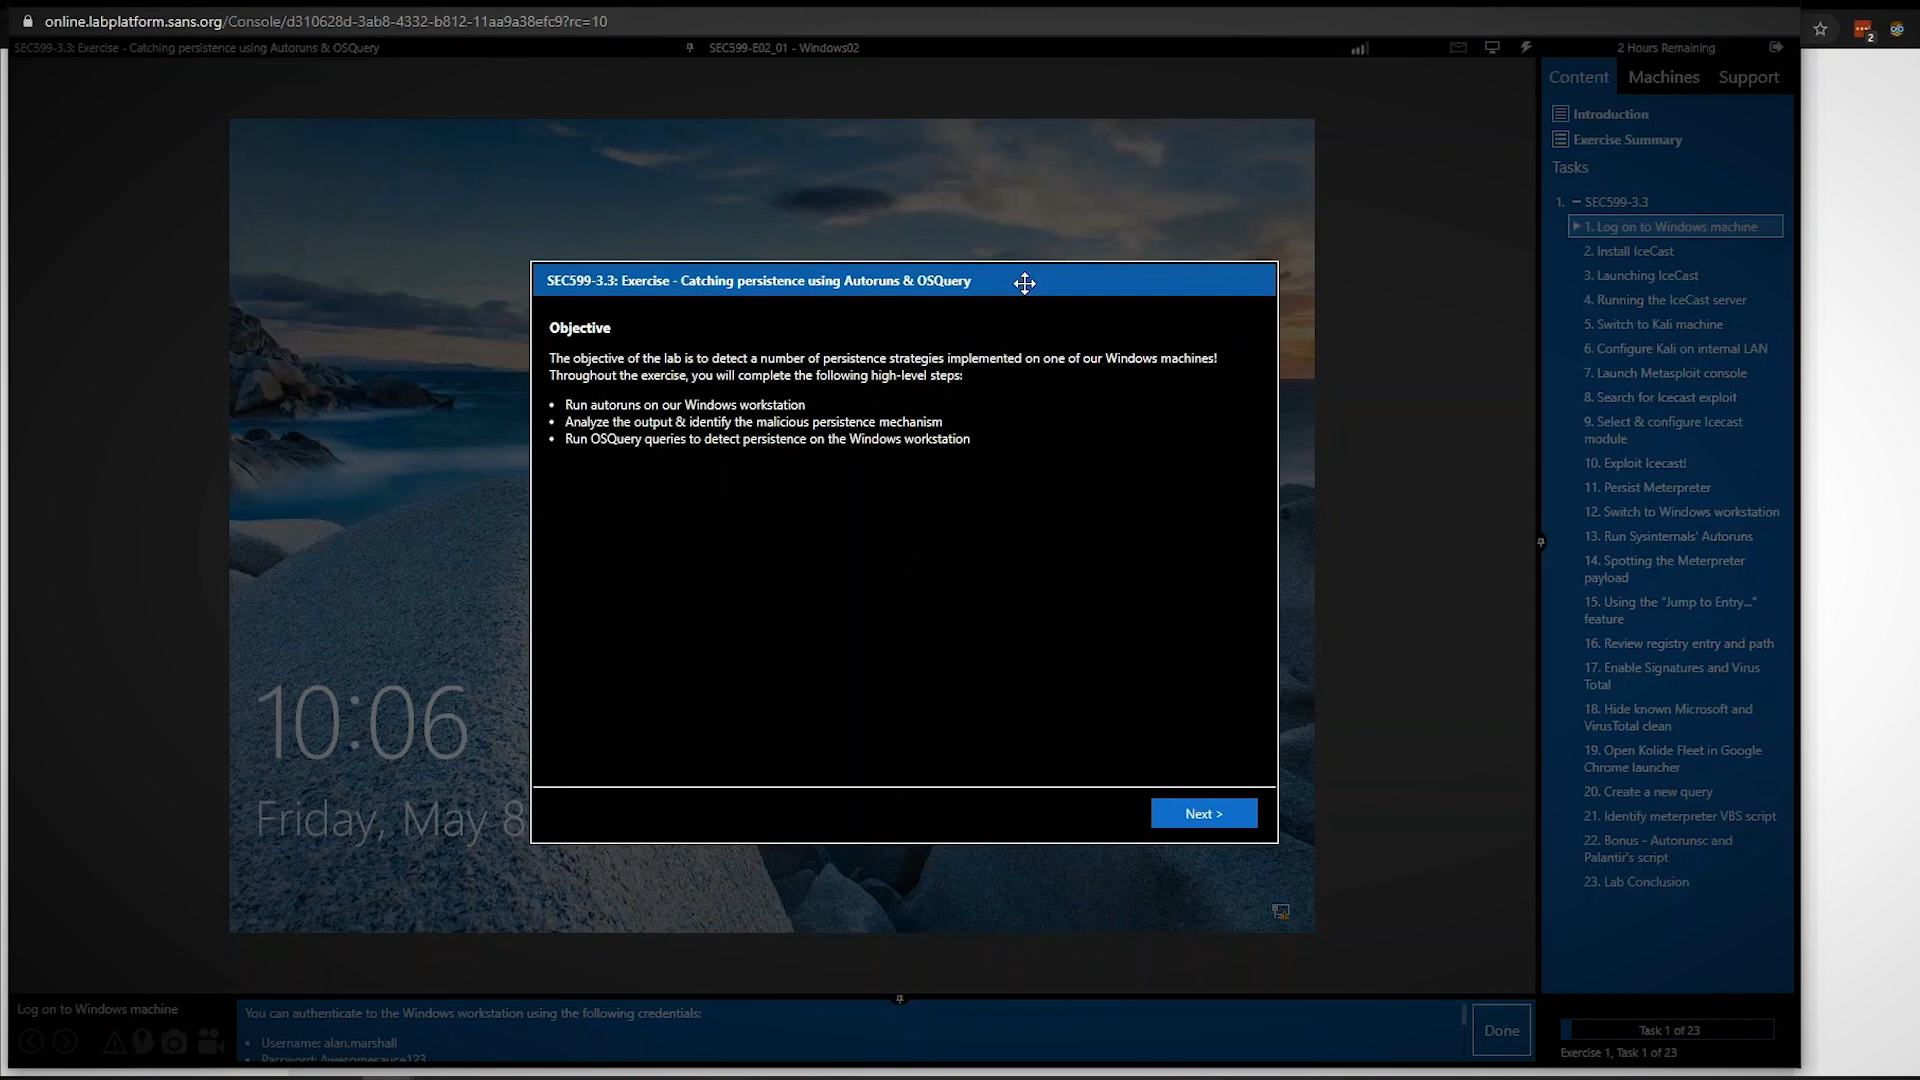 online.labplatform.sans.org/Console/d310628d-3ab8-4332-b812-11aa9a38efc9?rc=10
2
SEC599-3.3: Exercise - Catching persistence using Autoruns & OSQuery
SEC599-E02_01 - Windows02
2 Hours Remaining
Content
Machines
Support
Introduction
Exercise Summary
Tasks
1. SEC599-3.3
1. Log on to Windows machine
2. Install IceCast
3. Launching IceCast
4. Running the IceCast server
5. Switch to Kali machine
6. Configure Kali on internal LAN
7. Launch Metasploit console
8. Search for Icecast exploit
9. Select & configure Icecast
module
10. Exploit Icecast!
11. Persist Meterpreter
12. Switch to Windows workstation
13. Run Sysinternals' Autoruns
14. Spotting the Meterpreter
payload
15. Using the "Jump to Entry..."
feature
16. Review registry entry and path
17. Enable Signatures and Virus
Total
18. Hide known Microsoft and
VirusTotal clean
19. Open Kolide Fleet in Google
Chrome launcher
20. Create a new query
21. Identify meterpreter VBS script
22. Bonus - Autorunsc and
Palantir's script
23. Lab Conclusion
SEC599-3.3: Exercise - Catching persistence using Autoruns & OSQuery
Objective
The objective of the lab is to detect a number of persistence strategies implemented on one of our Windows machines!
Throughout the exercise, you will complete the following high-level steps:
• Run autoruns on our Windows workstation
• Analyze the output & identify the malicious persistence mechanism
• Run OSQuery queries to detect persistence on the Windows workstation
Next >
10:06
Friday, May 8
Log on to Windows machine
You can authenticate to the Windows workstation using the following credentials:
• Username: alan.marshall
• Password: Awesomesauce123
Done
Task 1 of 23
Exercise 1, Task 1 of 23